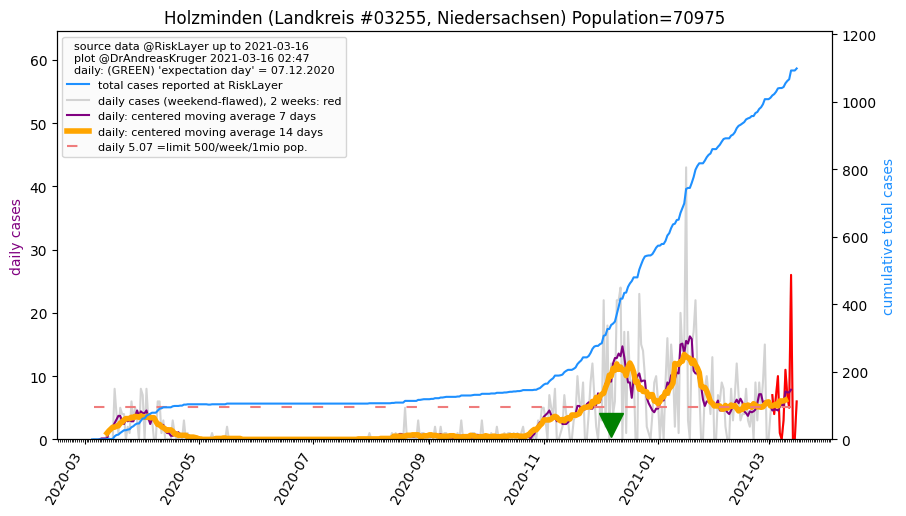 Holzminden (Landkreis #03255, Niedersachsen) Population=70975
source data @RiskLayer up to 2021-03-16
plot @DrAndreasKruger 2021-03-16 02:47
daily: (GREEN) 'expectation day' = 07.12.2020
total cases reported at RiskLayer
daily cases (weekend-flawed), 2 weeks: red
daily: centered moving average 7 days
daily: centered moving average 14 days
daily 5.07 =limit 500/week/1mio pop.
daily cases
60
50
40
30
20
10
0
cumulative total cases
1200
1000
800
600
400
200
0
2020-03
2020-05
2020-07
2020-09
2020-11
2021-01
2021-03